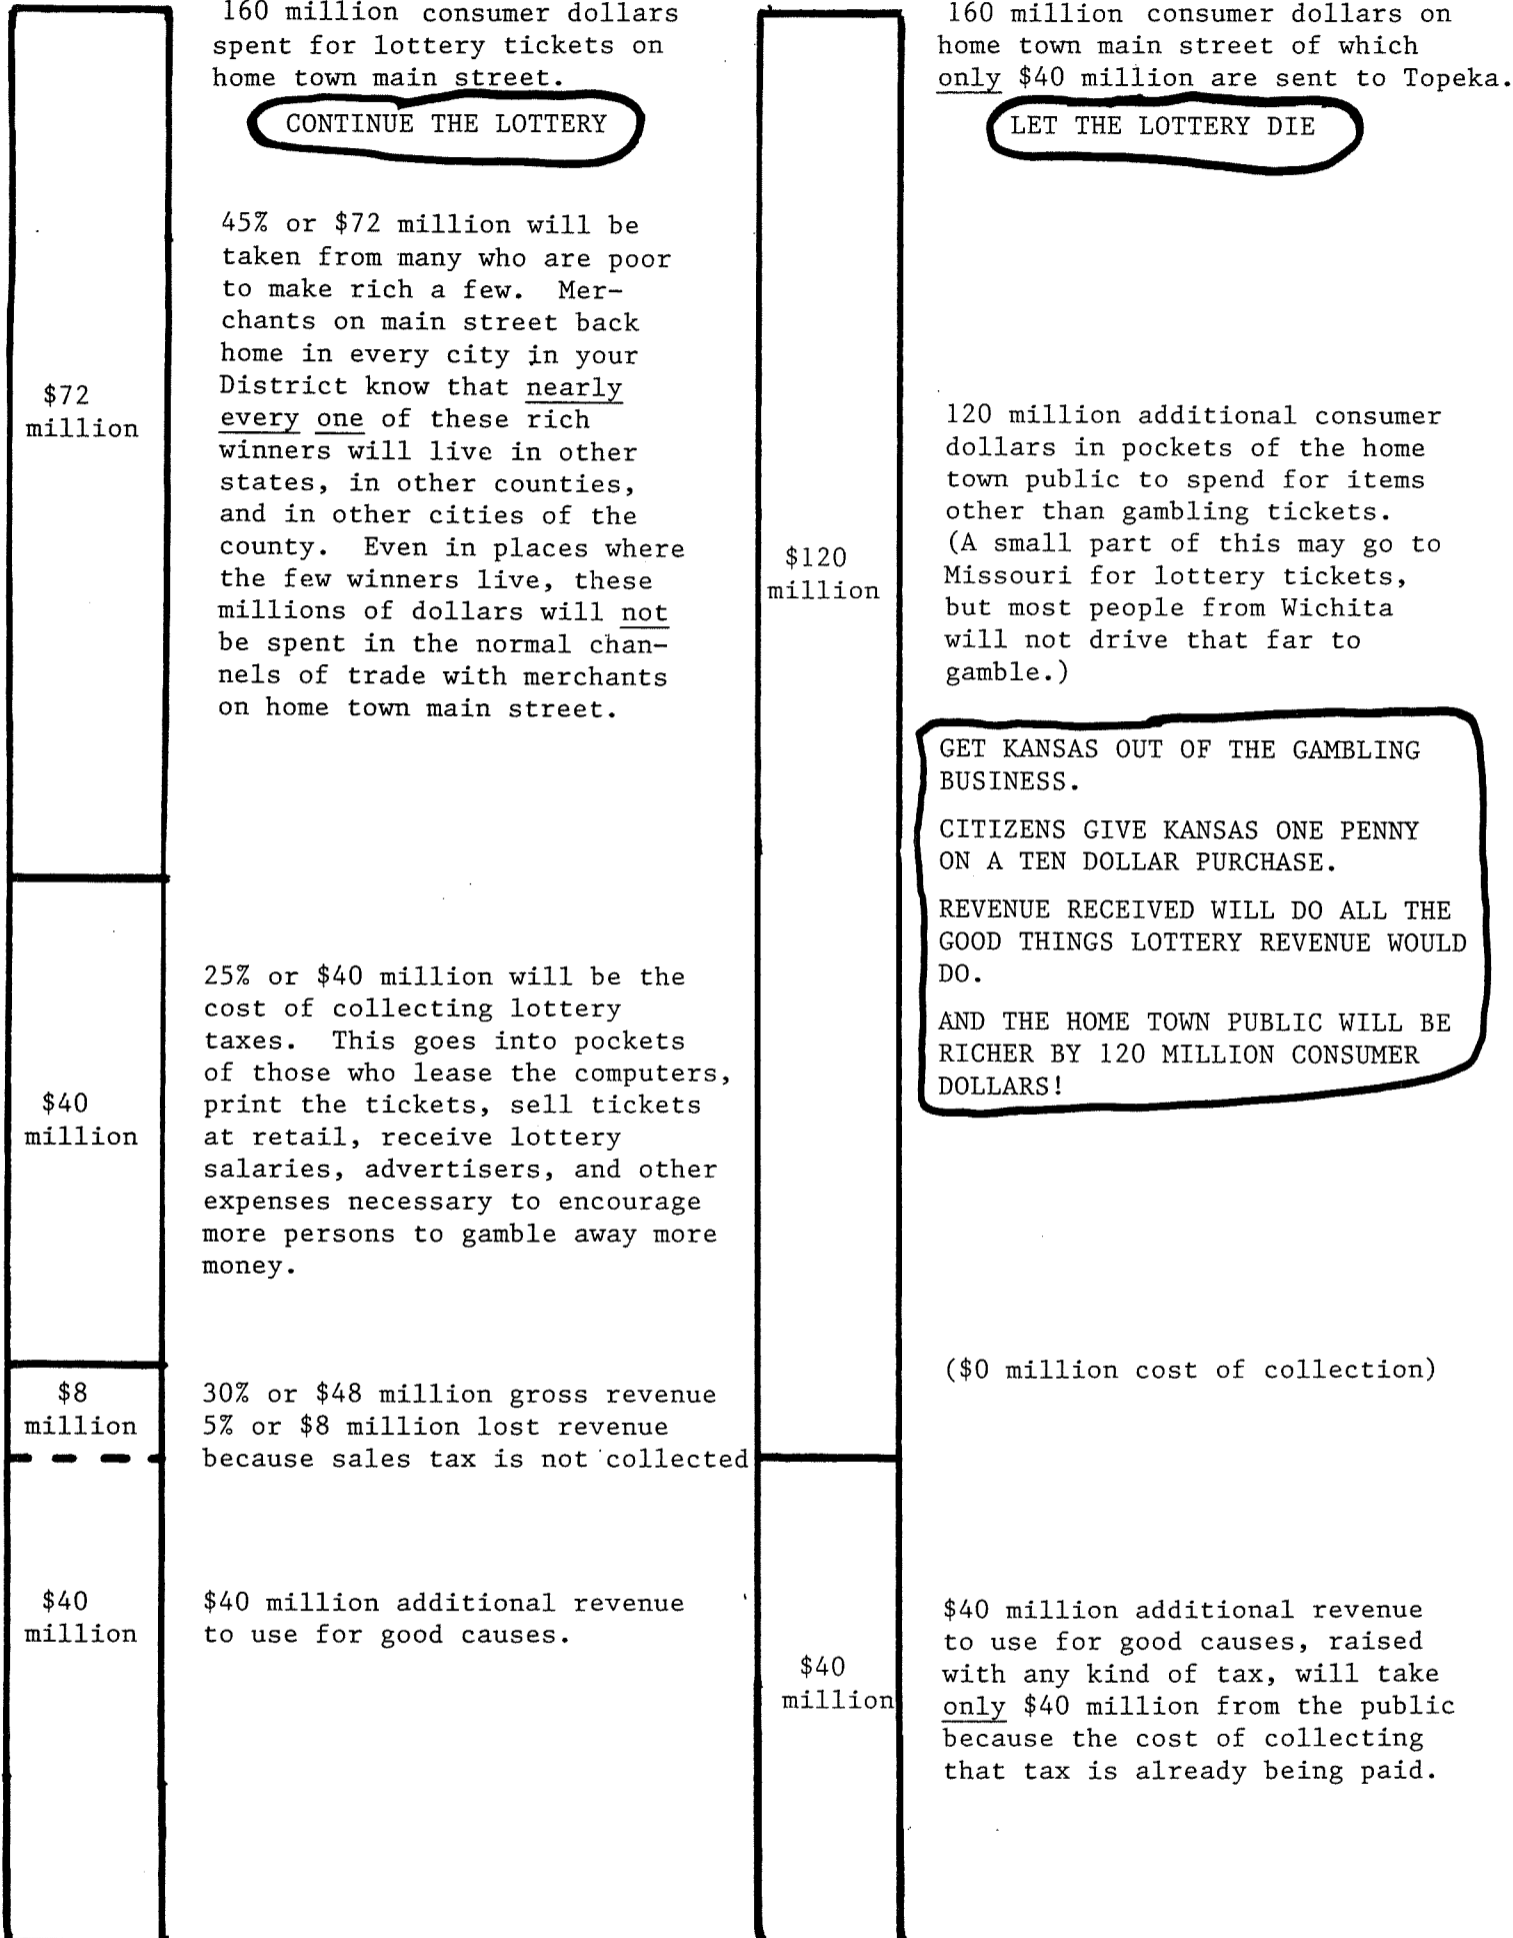 160 million consumer dollars
spent for lottery tickets on
home town main street.
CONTINUE THE LOTTERY
$72
million
45% or $72 million will be
taken from many who are poor
to make rich a few. Mer-
chants on main street back
home in every city in your
District know that nearly
every one of these rich
winners will live in other
states, in other counties,
and in other cities of the
county. Even in places where
the few winners live, these
millions of dollars will not
be spent in the normal chan-
nels of trade with merchants
on home town main street.
$40
million
25% or $40 million will be the
cost of collecting lottery
taxes. This goes into pockets
of those who lease the computers,
print the tickets, sell tickets
at retail, receive lottery
salaries, advertisers, and other
expenses necessary to encourage
more persons to gamble away more
money.
$8
million
30% or $48 million gross revenue
5% or $8 million lost revenue
because sales tax is not collected
$40
million
$40 million additional revenue
to use for good causes.
160 million consumer dollars on
home town main street of which
only $40 million are sent to Topeka.
LET THE LOTTERY DIE
$120
million
120 million additional consumer
dollars in pockets of the home
town public to spend for items
other than gambling tickets.
(A small part of this may go to
Missouri for lottery tickets,
but most people from Wichita
will not drive that far to
gamble.)
GET KANSAS OUT OF THE GAMBLING
BUSINESS.
CITIZENS GIVE KANSAS ONE PENNY
ON A TEN DOLLAR PURCHASE.
REVENUE RECEIVED WILL DO ALL THE
GOOD THINGS LOTTERY REVENUE WOULD
DO.
AND THE HOME TOWN PUBLIC WILL BE
RICHER BY 120 MILLION CONSUMER
DOLLARS!
($0 million cost of collection)
$40
million
$40 million additional revenue
to use for good causes, raised
with any kind of tax, will take
only $40 million from the public
because the cost of collecting
that tax is already being paid.